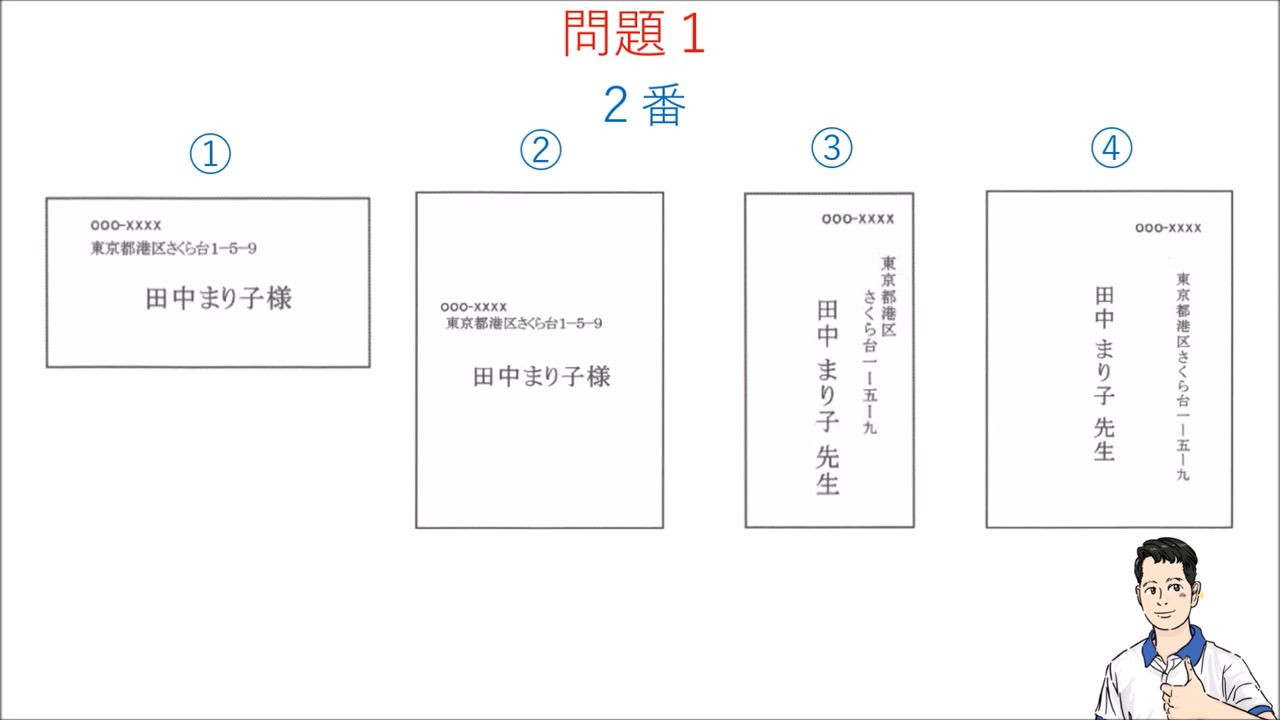 問題１
２番
①
②
③
④
ooo-xxxx
東京都港区さくら台1−5−9
田中まり子様
ooo-xxxx
東京都港区さくら台1−5−9
田中まり子様
ooo-xxxx
東京都港区
さくら台一ー五ー九
田中 まり子 先生
ooo-xxxx
東京都港区さくら台一ー五ー九
田中 まり子 先生